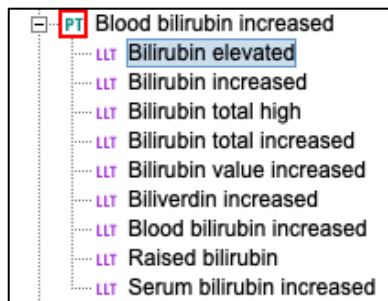 PT Blood bilirubin increased
LLT Bilirubin elevated
LLT Bilirubin increased
LLT Bilirubin total high
LLT Bilirubin total increased
LLT Bilirubin value increased
LLT Biliverdin increased
LLT Blood bilirubin increased
LLT Raised bilirubin
LLT Serum bilirubin increased